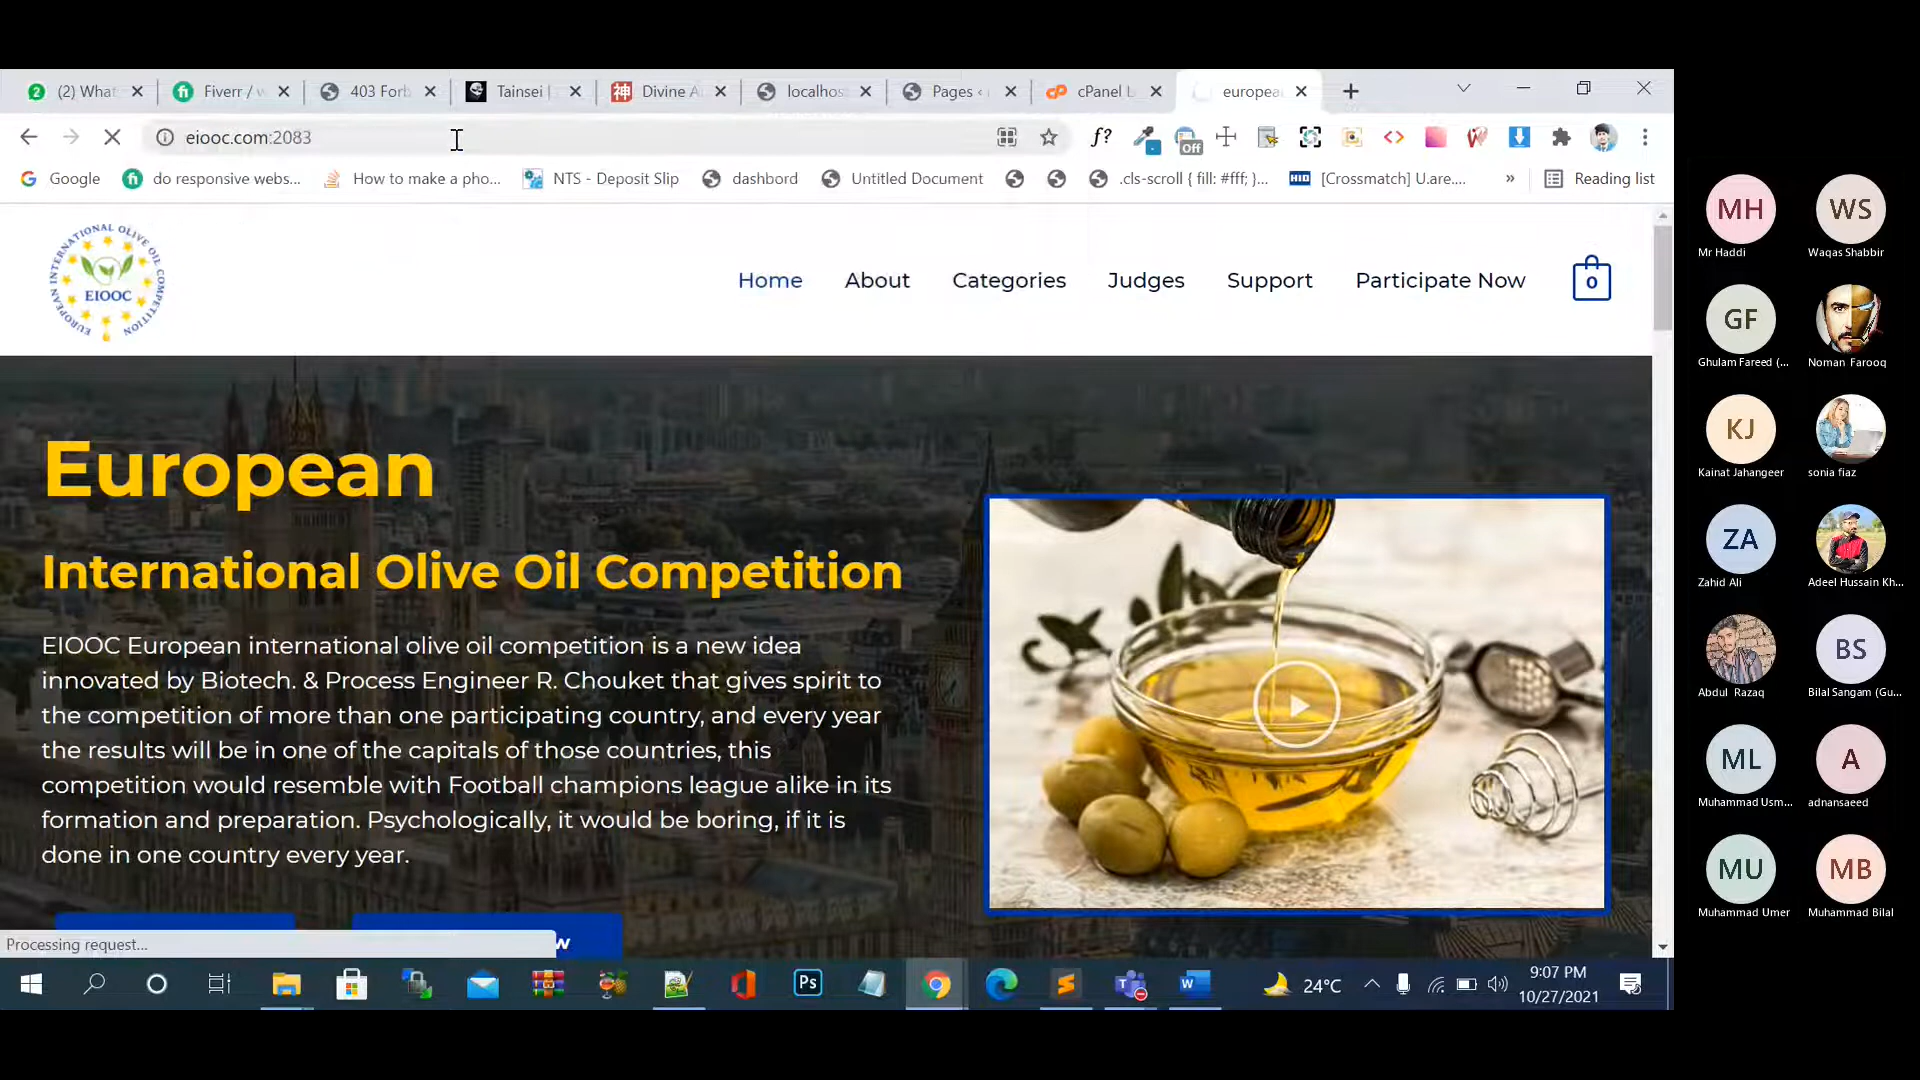 (2) What
Fiverr / w
403 Forb
Tainsei |
Divine A
localhos
Pages ‹
cPanel L
europea
eiooc.com:2083
f?
Off
Google
do responsive webs...
How to make a pho...
NTS - Deposit Slip
dashbord
Untitled Document
.cls-scroll { fill: #fff; }...
HID
[Crossmatch] U.are....
»
Reading list
EUROPEAN INTERNATIONAL OLIVE OIL COMPETITION
EIOOC
Home
About
Categories
Judges
Support
Participate Now
0
European
International Olive Oil Competition
EIOOC European international olive oil competition is a new idea
innovated by Biotech. & Process Engineer R. Chouket that gives spirit to
the competition of more than one participating country, and every year
the results will be in one of the capitals of those countries, this
competition would resemble with Football champions league alike in its
formation and preparation. Psychologically, it would be boring, if it is
done in one country every year.
Processing request...
Ps
24°C
9:07 PM
10/27/2021
MH
Mr Haddi
WS
Waqas Shabbir
GF
Ghulam Fareed (...
Noman Farooq
KJ
Kainat Jahangeer
sonia fiaz
ZA
Zahid Ali
Adeel Hussain Kh...
Abdul Razaq
BS
Bilal Sangam (Gu...
ML
Muhammad Usm...
A
adnansaeed
MU
Muhammad Umer
MB
Muhammad Bilal